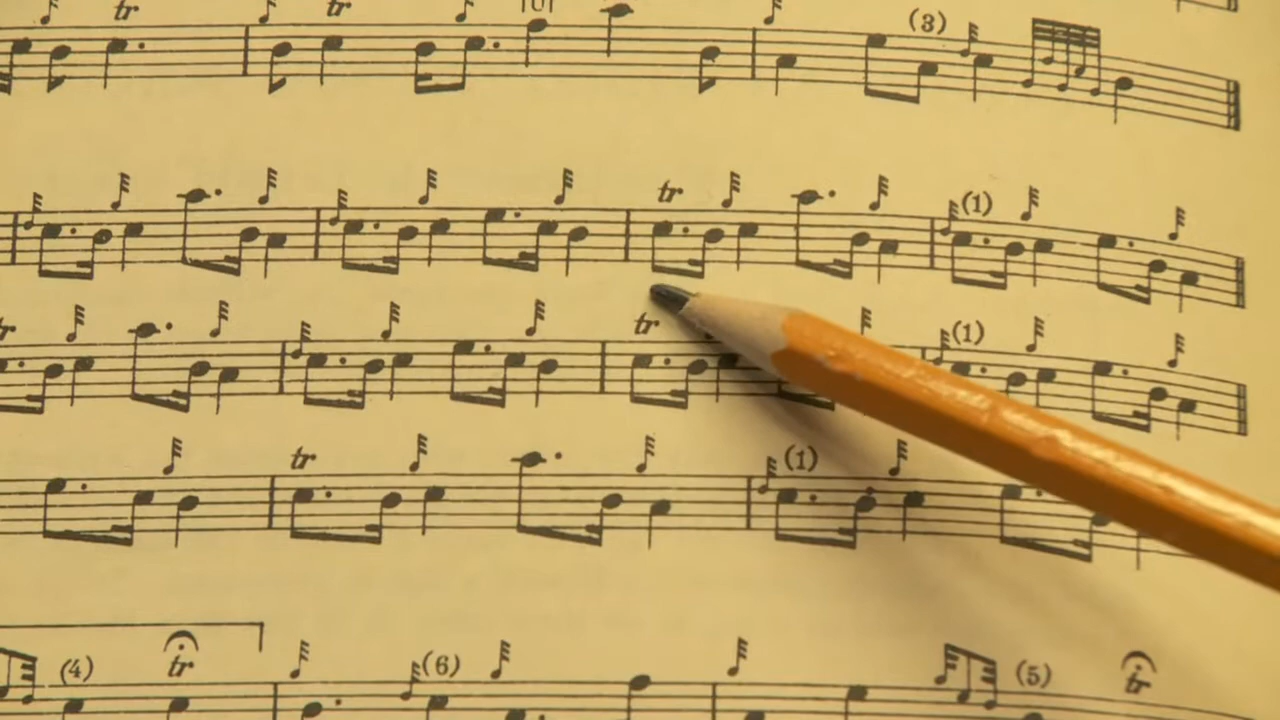 tr tr
(3)
tr (1)
tr tr (1)
tr (1)
(4) tr (6) (5) tr